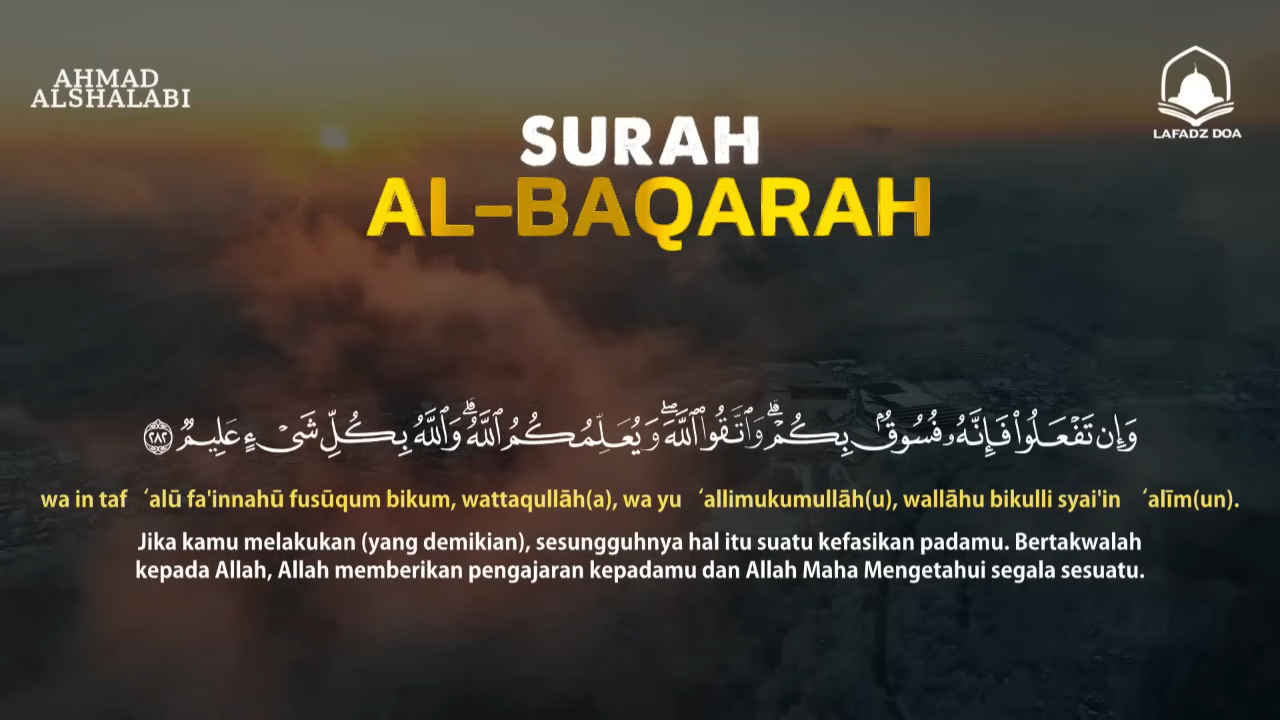 AHMAD
ALSHALABI
LAFADZ DOA
SURAH
AL-BAQARAH
وَإِن تَفْعَلُوا۟ فَإِنَّهُۥ فُسُوقٌۢ بِكُمْ ۗ وَٱتَّقُوا۟ ٱللَّهَ ۖ وَيُعَلِّمُكُمُ ٱللَّهُ ۗ وَٱللَّهُ بِكُلِّ شَىْءٍ عَلِيمٌۭ ٢٨٢
wa in taf ‘alū fa'innahū fusūqum bikum, wattaqullāh(a), wa yu ‘allimukumullāh(u), wallāhu bikulli syai'in ‘alīm(un).
Jika kamu melakukan (yang demikian), sesungguhnya hal itu suatu kefasikan padamu. Bertakwalah
kepada Allah, Allah memberikan pengajaran kepadamu dan Allah Maha Mengetahui segala sesuatu.